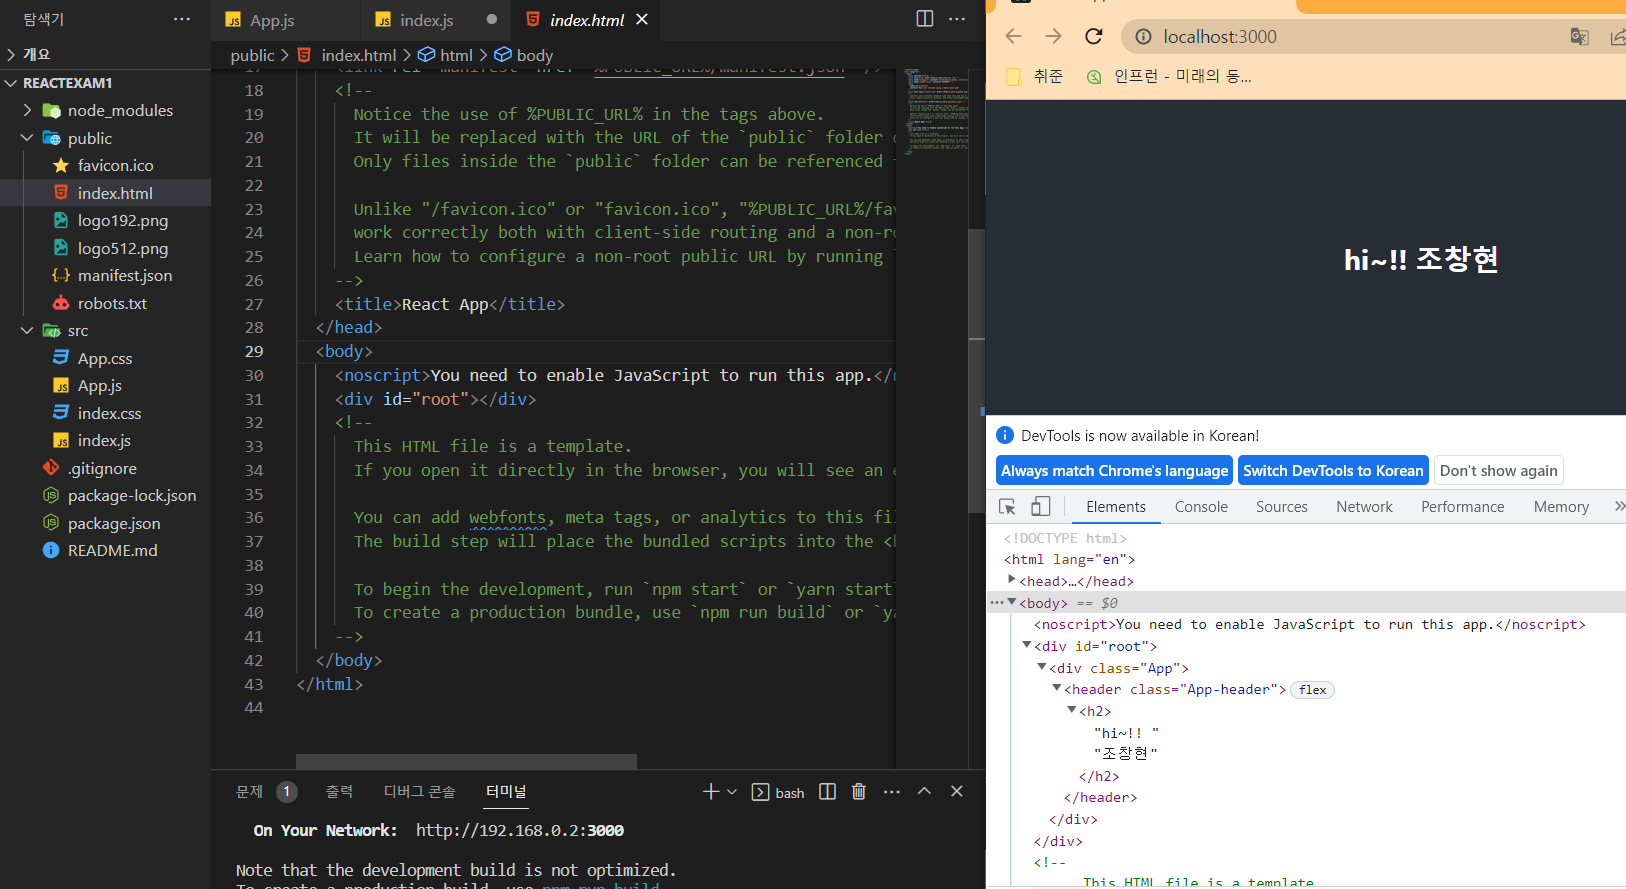 탐색기
개요
REACTEXAM1
node_modules
public
favicon.ico
index.html
logo192.png
logo512.png
manifest.json
robots.txt
src
App.css
App.js
index.css
index.js
.gitignore
package-lock.json
package.json
README.md
App.js
index.js
index.html
public > index.html > html > body
18 <!--
19 Notice the use of %PUBLIC_URL% in the tags above.
20 It will be replaced with the URL of the `public` folder
21 Only files inside the `public` folder can be referenced
22
23 Unlike "/favicon.ico" or "favicon.ico", "%PUBLIC_URL%/fav
24 work correctly both with client-side routing and a non-ro
25 Learn how to configure a non-root public URL by running
26 -->
27 <title>React App</title>
28 </head>
29 <body>
30 <noscript>You need to enable JavaScript to run this app.</
31 <div id="root"></div>
32 <!--
33 This HTML file is a template.
34 If you open it directly in the browser, you will see an
35
36 You can add webfonts, meta tags, or analytics to this fil
37 The build step will place the bundled scripts into the <b
38
39 To begin the development, run `npm start` or `yarn start`
40 To create a production bundle, use `npm run build` or `ya
41 -->
42 </body>
43 </html>
44
문제 1 출력 디버그 콘솔 터미널 bash
On Your Network: http://192.168.0.2:3000
Note that the development build is not optimized.
To create a production build, use npm run build
localhost:3000
취준 인프런 - 미래의 동...
hi~!! 조창현
DevTools is now available in Korean!
Always match Chrome's language Switch DevTools to Korean Don't show again
Elements Console Sources Network Performance Memory »
<!DOCTYPE html>
<html lang="en">
<head>…</head>
<body> == $0
<noscript>You need to enable JavaScript to run this app.</noscript>
<div id="root">
<div class="App">
<header class="App-header"> flex
<h2>
"hi~!! "
"조창현"
</h2>
</header>
</div>
</div>
<!--
This HTML file is a template